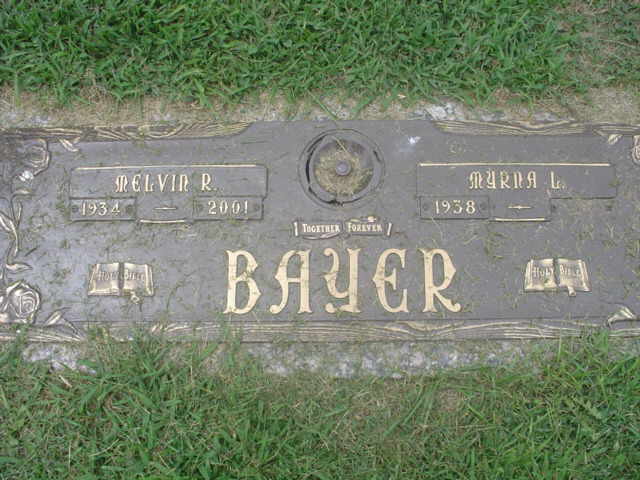 MELVIN R.
1934 – 2001
MYRNA L.
1938 –
TOGETHER FOREVER
HOLY BIBLE
BAYER
HOLY BIBLE